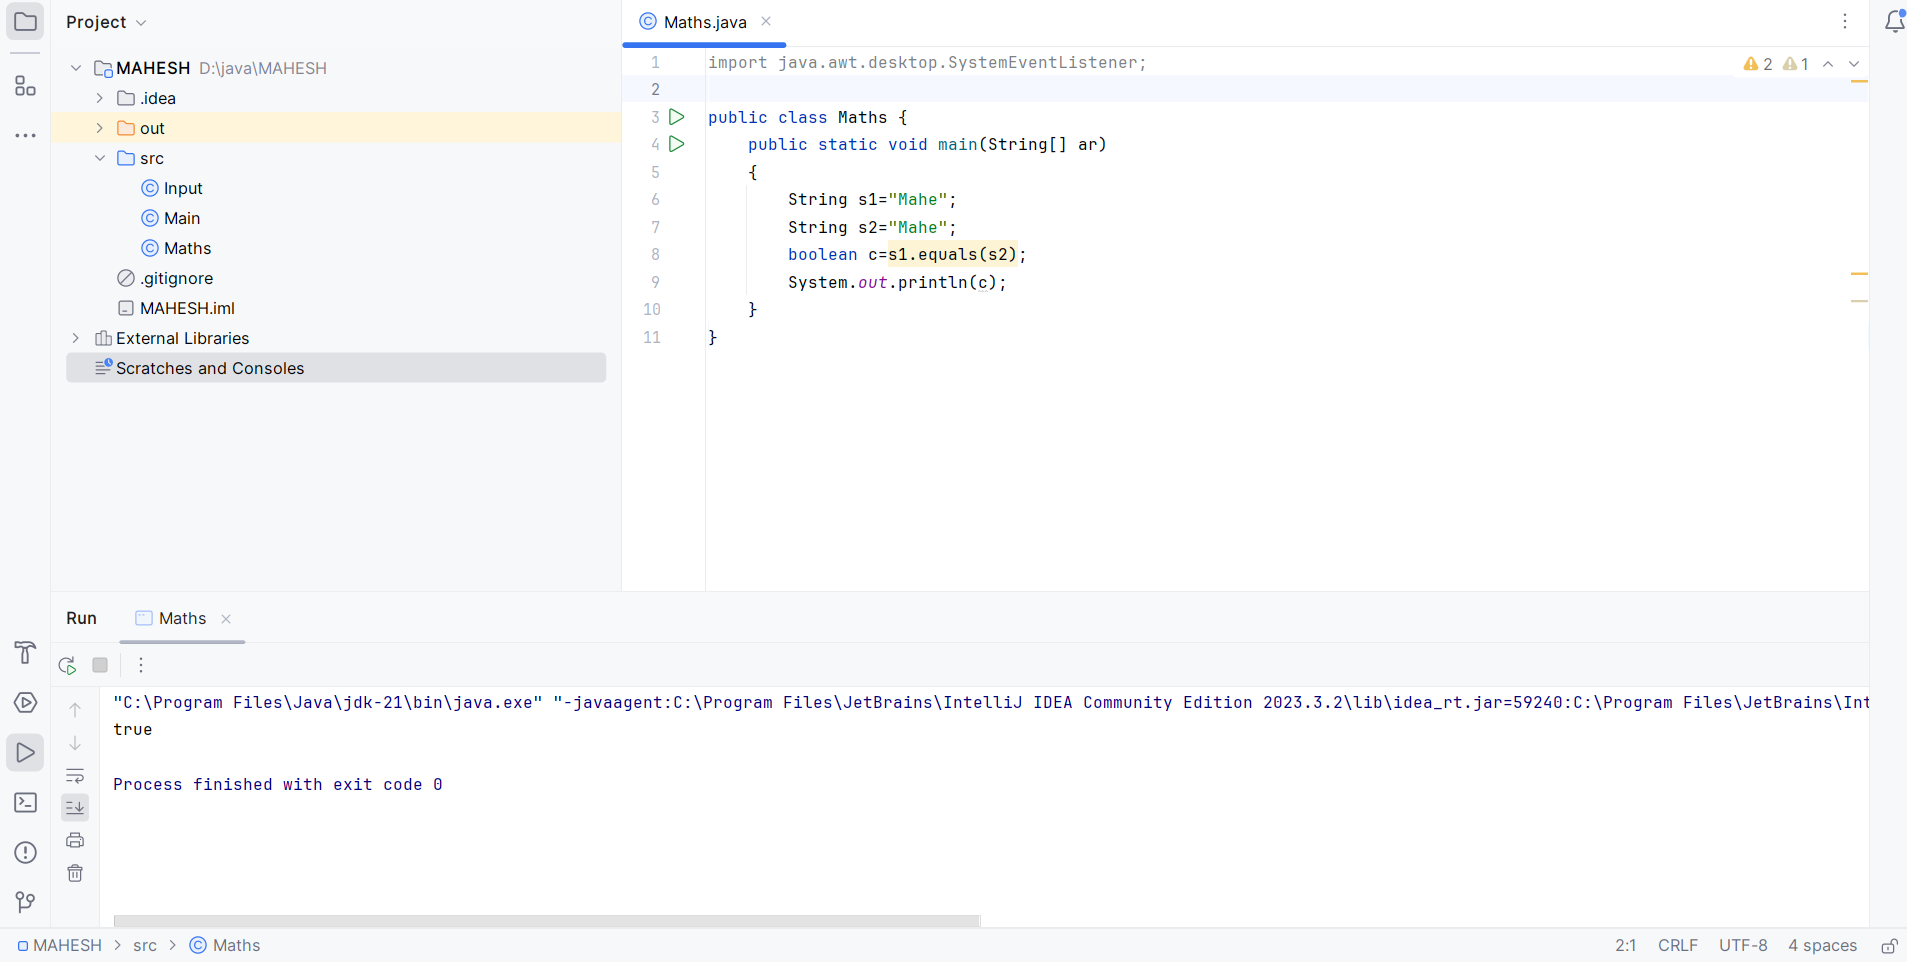 Project
MAHESH D:\java\MAHESH
.idea
out
src
Input
Main
Maths
.gitignore
MAHESH.iml
External Libraries
Scratches and Consoles
Maths.java
2 1
1 import java.awt.desktop.SystemEventListener;
2
3 public class Maths {
4 public static void main(String[] ar)
5 {
6 String s1="Mahe";
7 String s2="Mahe";
8 boolean c=s1.equals(s2);
9 System.out.println(c);
10 }
11 }
Run Maths
"C:\Program Files\Java\jdk-21\bin\java.exe" "-javaagent:C:\Program Files\JetBrains\IntelliJ IDEA Community Edition 2023.3.2\lib\idea_rt.jar=59240:C:\Program Files\JetBrains\Int
true
Process finished with exit code 0
MAHESH > src > Maths
2:1 CRLF UTF-8 4 spaces